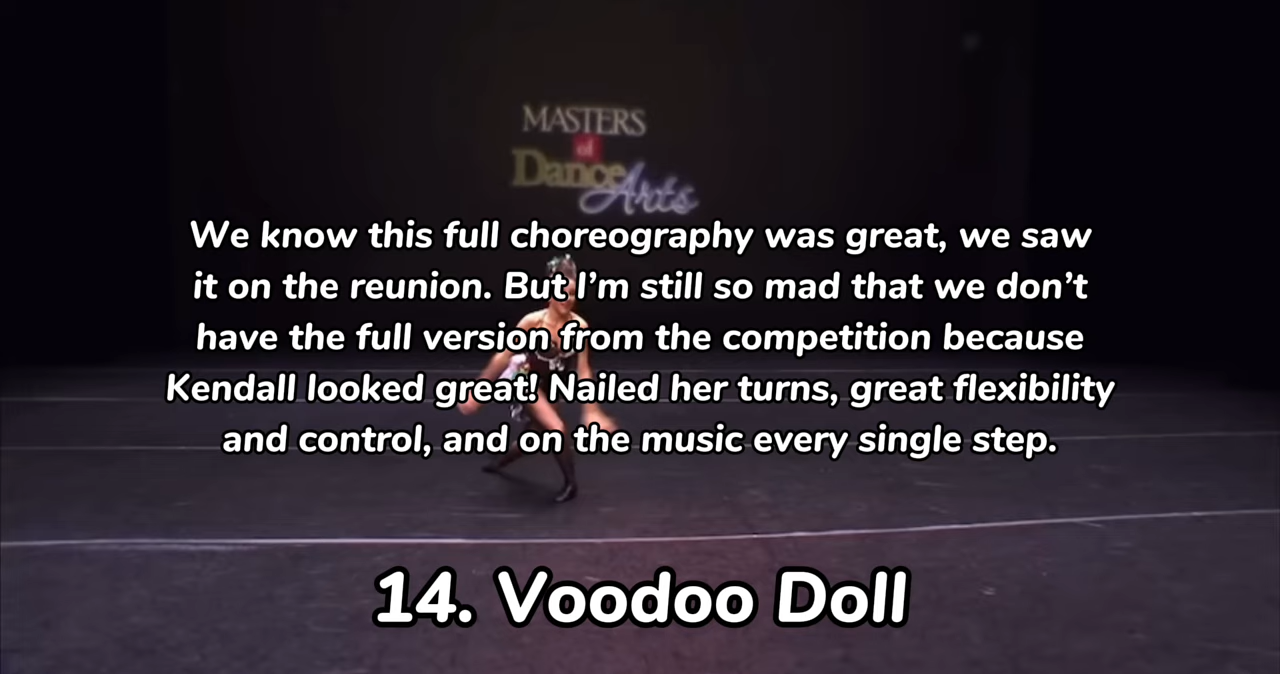 MASTERS
of
Dance
Arts
We know this full choreography was great, we saw
it on the reunion. But I’m still so mad that we don’t
have the full version from the competition because
Kendall looked great! Nailed her turns, great flexibility
and control, and on the music every single step.
14. Voodoo Doll